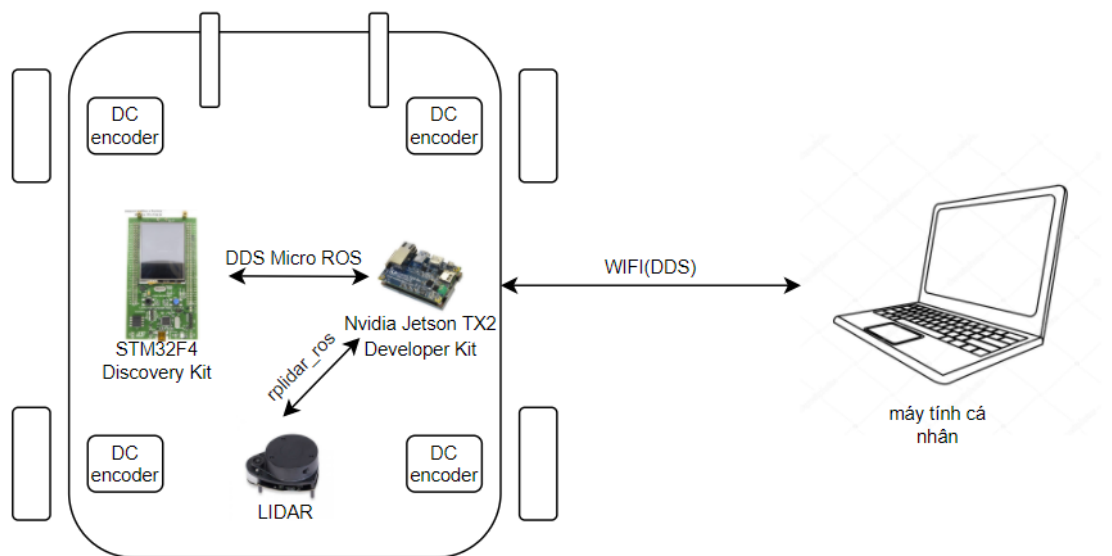 DC
encoder
DC
encoder
DDS Micro ROS
WIFI(DDS)
STM32F4
Discovery Kit
Nvidia Jetson TX2
Developer Kit
rplidar_ros
máy tính cá
nhân
DC
encoder
DC
encoder
LIDAR